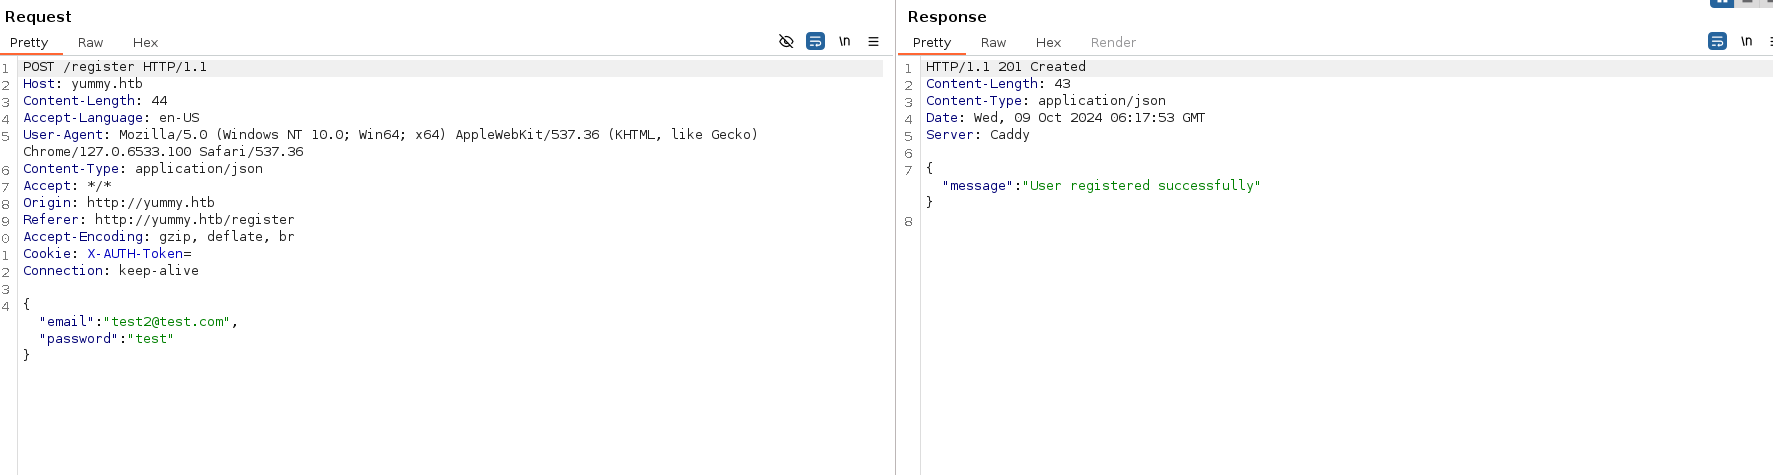 Request
Pretty Raw Hex
\n
1 POST /register HTTP/1.1
2 Host: yummy.htb
3 Content-Length: 44
4 Accept-Language: en-US
5 User-Agent: Mozilla/5.0 (Windows NT 10.0; Win64; x64) AppleWebKit/537.36 (KHTML, like Gecko)
Chrome/127.0.6533.100 Safari/537.36
6 Content-Type: application/json
7 Accept: */*
8 Origin: http://yummy.htb
9 Referer: http://yummy.htb/register
0 Accept-Encoding: gzip, deflate, br
1 Cookie: X-AUTH-Token=
2 Connection: keep-alive
3
4 {
"email":"test2@test.com",
"password":"test"
}
Response
Pretty Raw Hex Render
\n
1 HTTP/1.1 201 Created
2 Content-Length: 43
3 Content-Type: application/json
4 Date: Wed, 09 Oct 2024 06:17:53 GMT
5 Server: Caddy
6
7 {
"message":"User registered successfully"
}
8